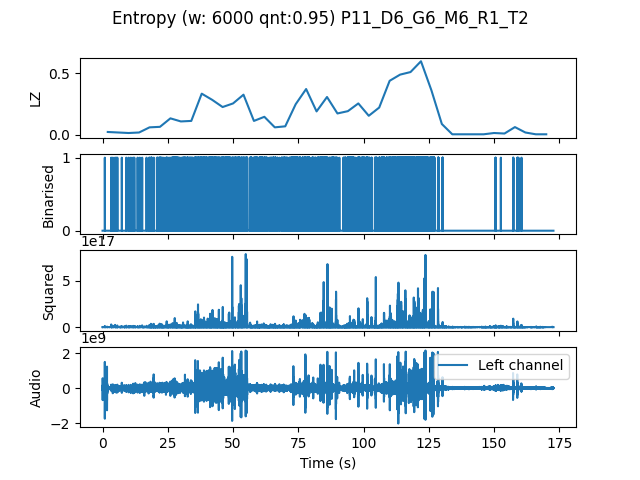 Entropy (w: 6000 qnt:0.95) P11_D6_G6_M6_R1_T2
0.5
0.0
LZ
1
0
Binarised
1e17
5
0
Squared
1e9
2
0
−2
Audio
Left channel
0 25 50 75 100 125 150 175
Time (s)